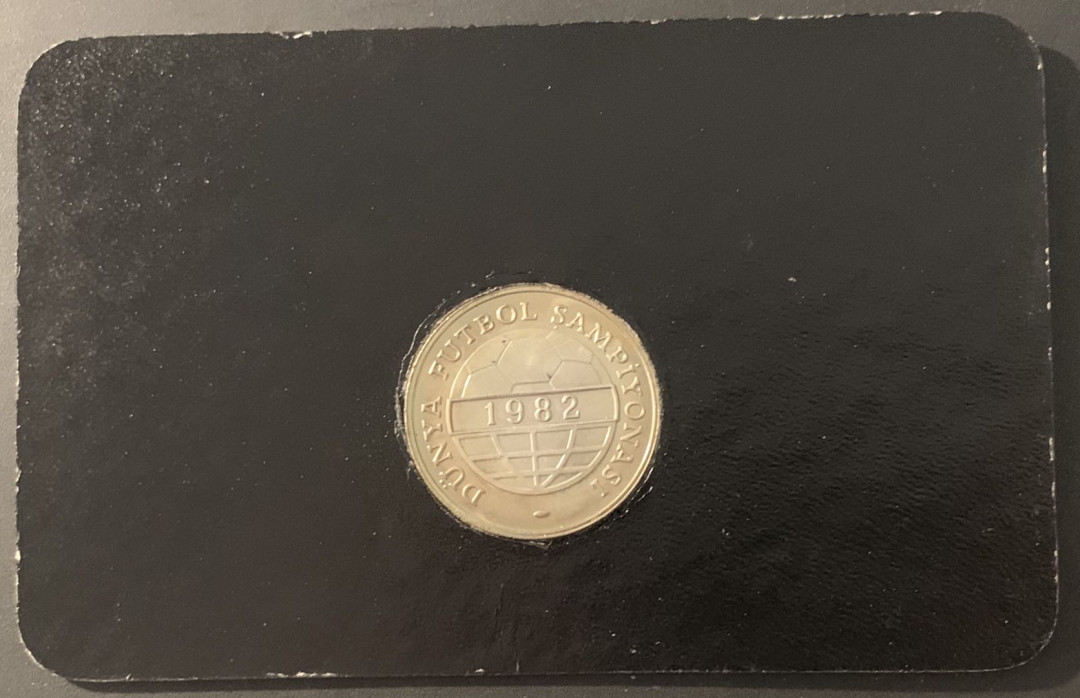 DÜNYA FUTBOL ŞAMPİYONASI
1982